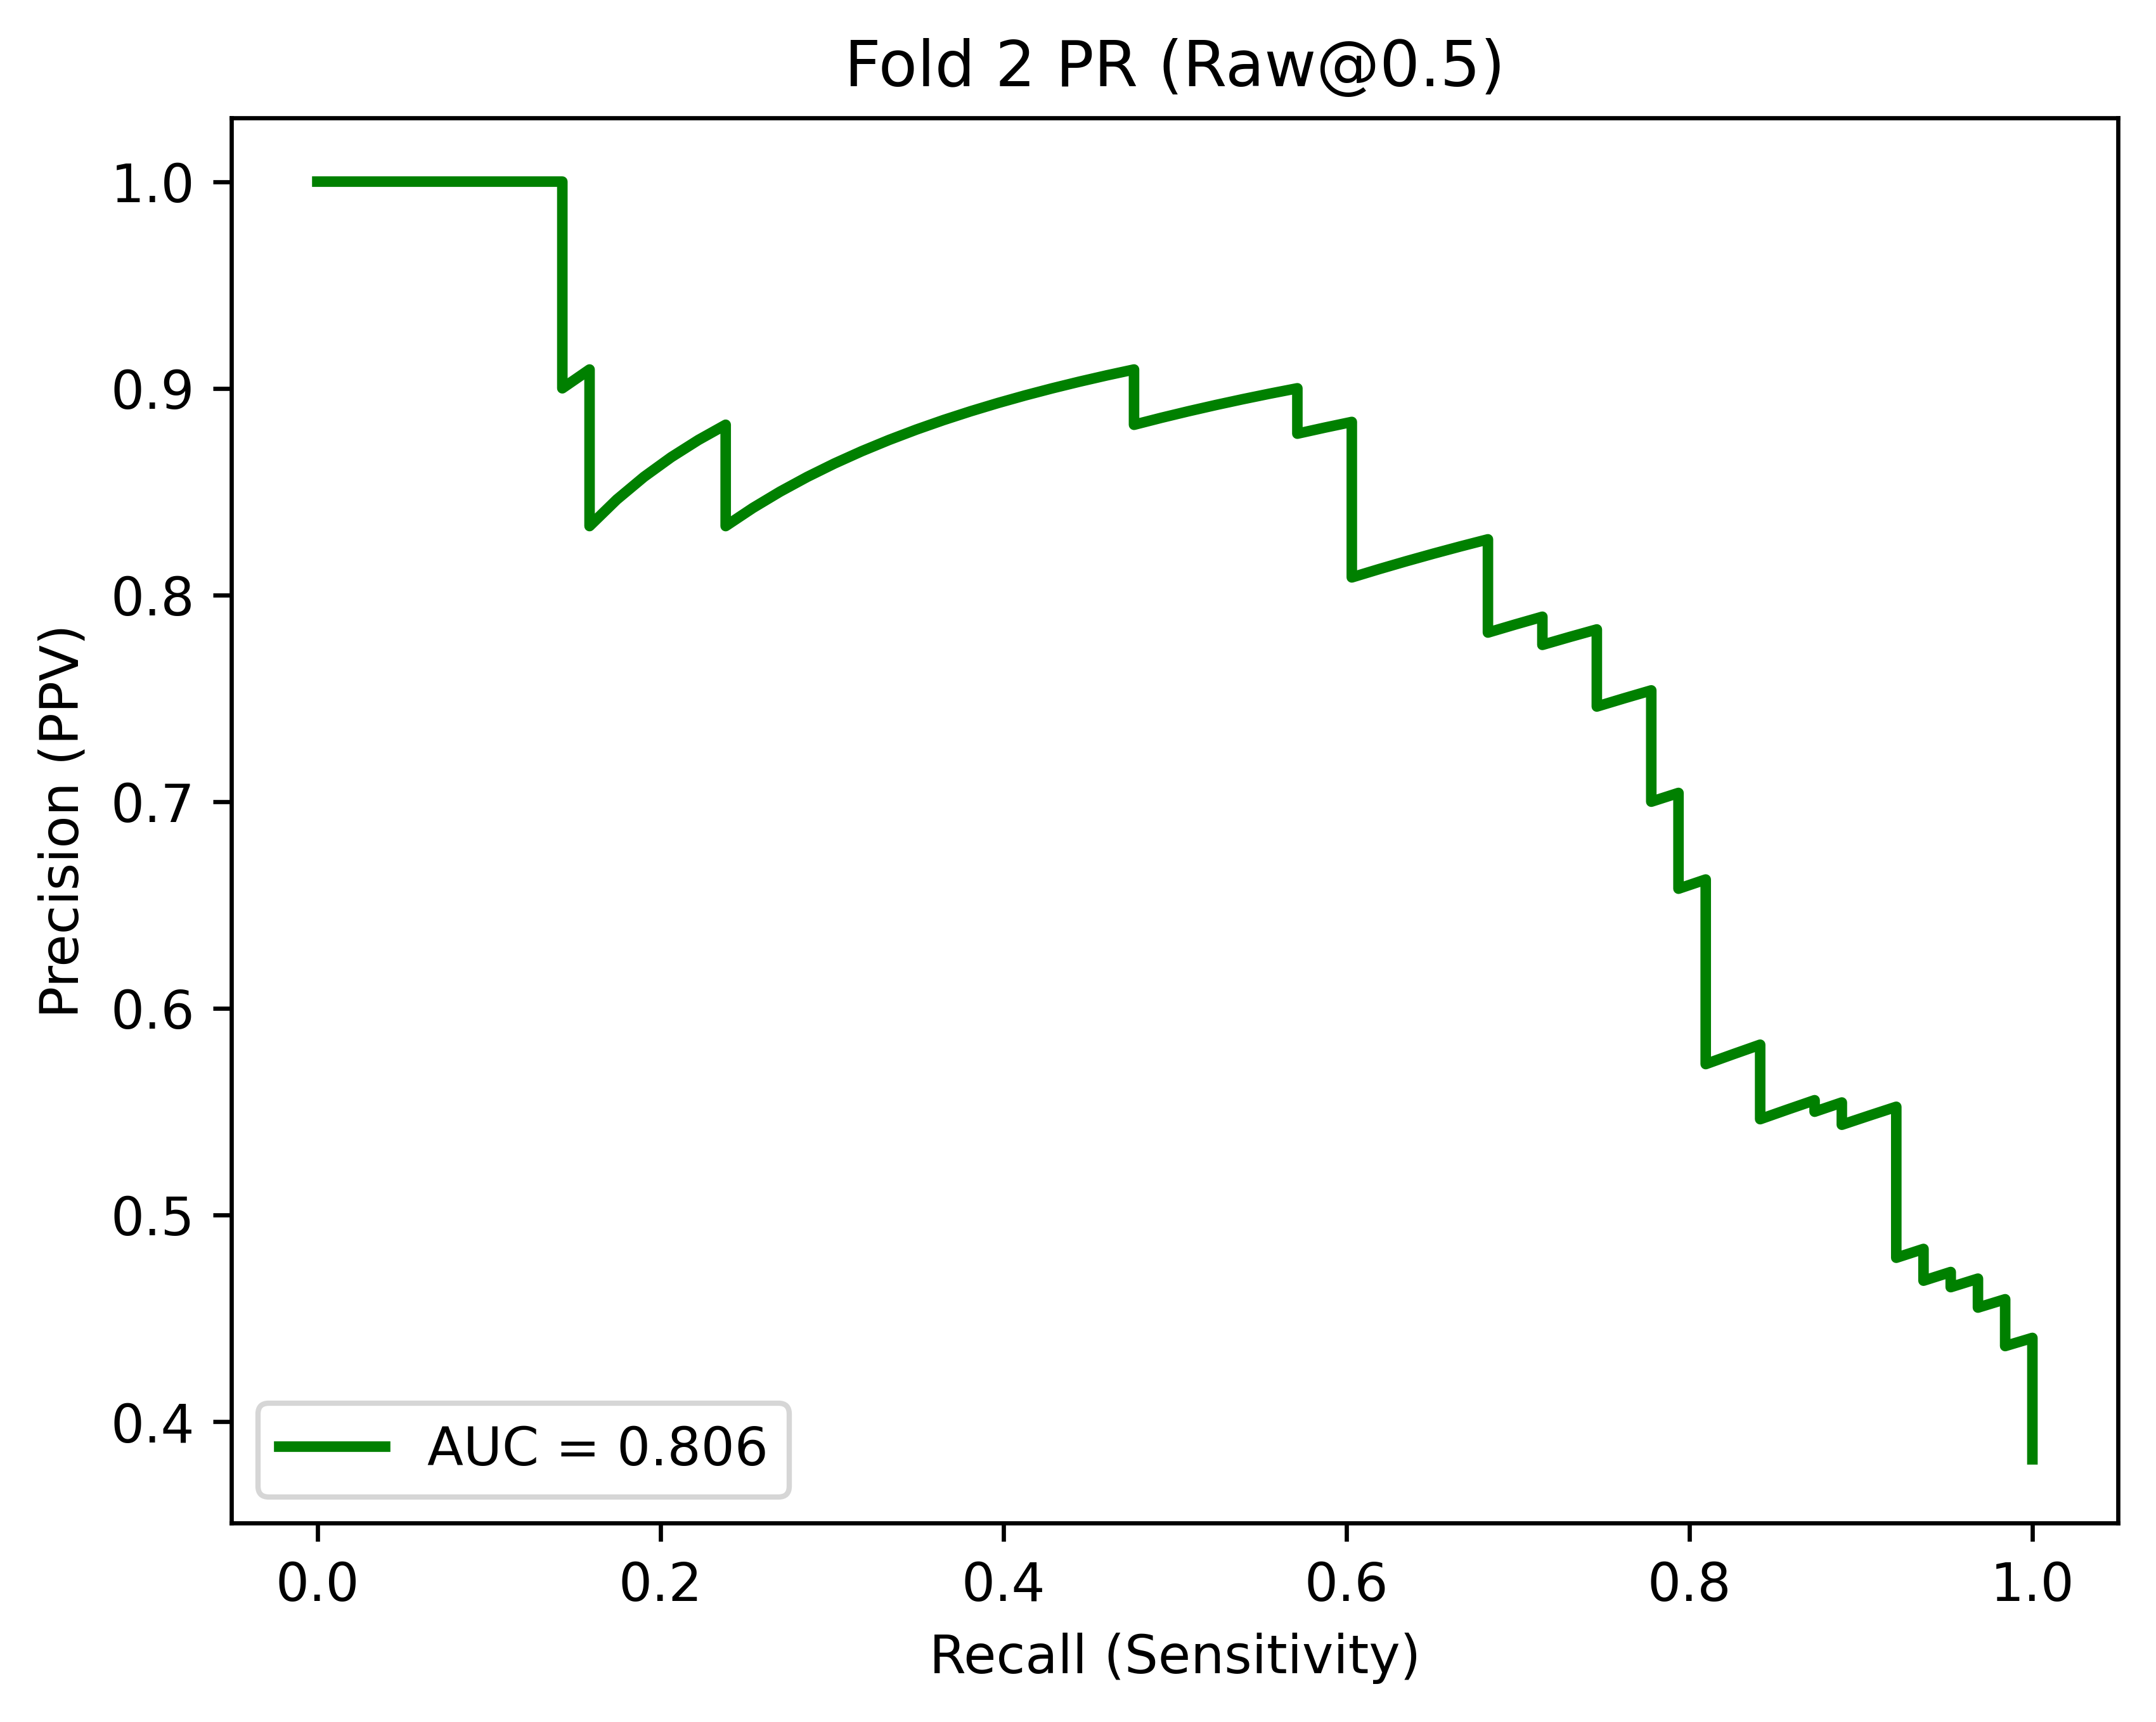 Fold 2 PR (Raw@0.5)
Precision (PPV)
1.0
0.9
0.8
0.7
0.6
0.5
0.4
AUC = 0.806
0.0 0.2 0.4 0.6 0.8 1.0
Recall (Sensitivity)